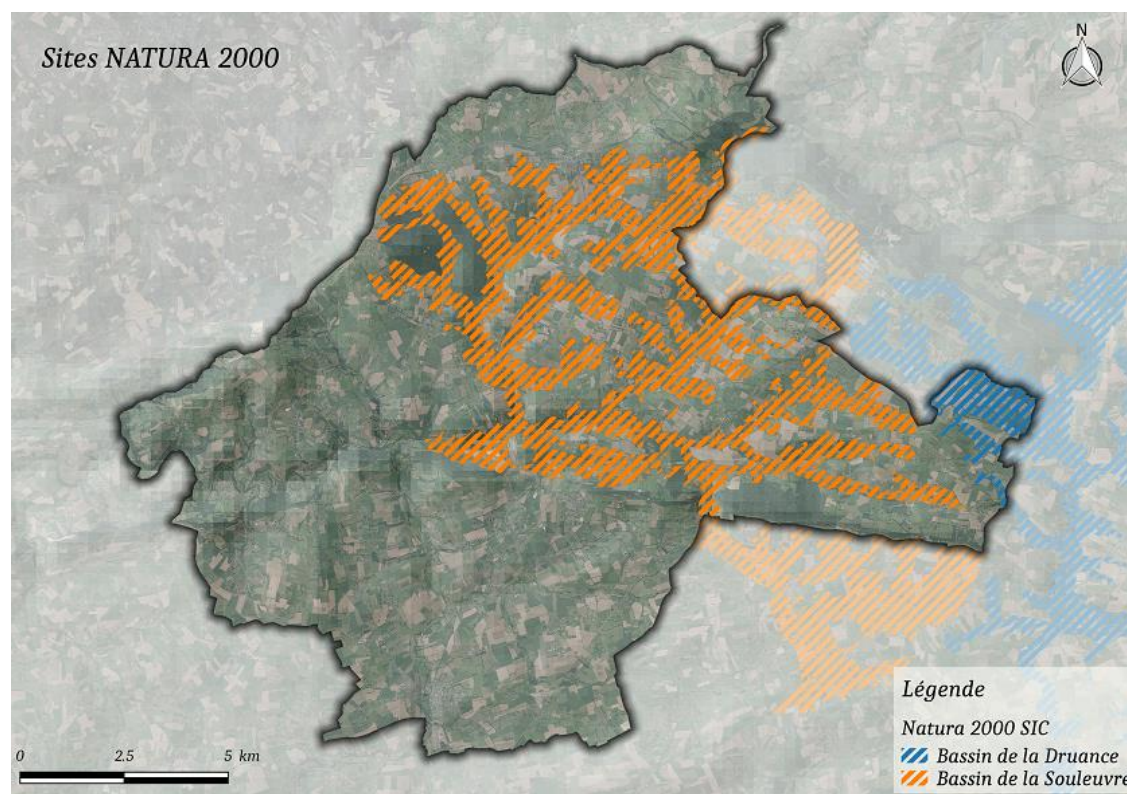 Sites NATURA 2000
N
Légende
Natura 2000 SIC
Bassin de la Druance
Bassin de la Souleuvre
0 2.5 5 km